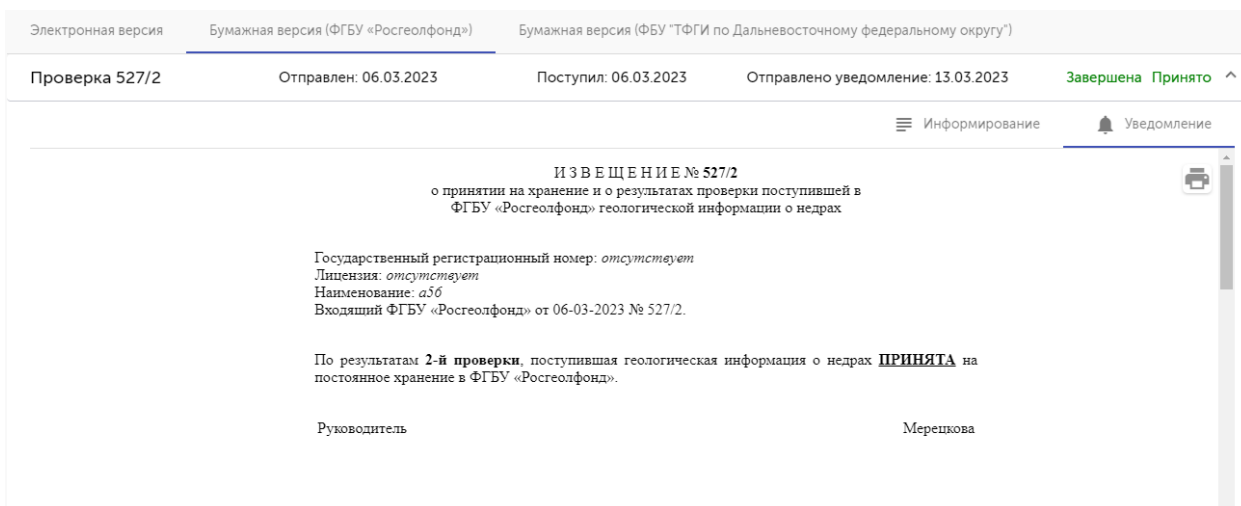 Электронная версия Бумажная версия (ФГБУ «Росгеолфонд») Бумажная версия (ФБУ "ТФГИ по Дальневосточному федеральному округу")
Проверка 527/2 Отправлен: 06.03.2023 Поступил: 06.03.2023 Отправлено уведомление: 13.03.2023 Завершена Принято
Информирование Уведомление
И З В Е Щ Е Н И Е № 527/2
о принятии на хранение и о результатах проверки поступившей в
ФГБУ «Росгеолфонд» геологической информации о недрах
Государственный регистрационный номер: отсутствует
Лицензия: отсутствует
Наименование: а56
Входящий ФГБУ «Росгеолфонд» от 06-03-2023 № 527/2.
По результатам 2-й проверки, поступившая геологическая информация о недрах ПРИНЯТА на
постоянное хранение в ФГБУ «Росгеолфонд».
Руководитель Мерецкова